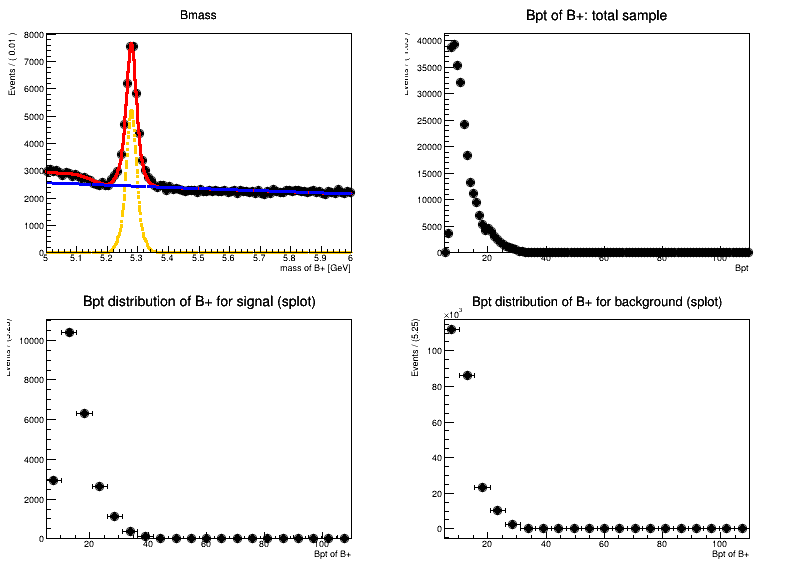 Bmass
Events / ( 0.01 )
8000
7000
6000
5000
4000
3000
2000
1000
0
5 5.1 5.2 5.3 5.4 5.5 5.6 5.7 5.8 5.9 6
mass of B+ [GeV]
Bpt of B+: total sample
Events / (
40000
35000
30000
25000
20000
15000
10000
5000
0
20 40 60 80 100
Bpt
Bpt distribution of B+ for signal (splot)
Events /
10000
8000
6000
4000
2000
0
20 40 60 80 100
Bpt of B+
Bpt distribution of B+ for background (splot)
×10³
Events / (5.25)
100
80
60
40
20
0
20 40 60 80 100
Bpt of B+